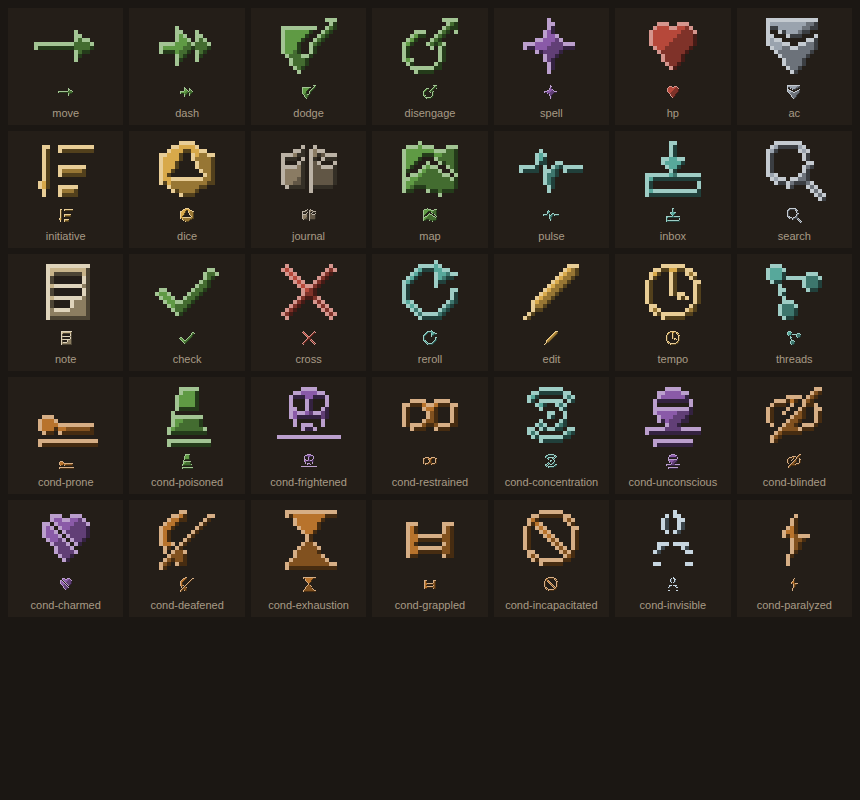 move dash dodge disengage spell hp ac
initiative dice journal map pulse inbox search
note check cross reroll edit tempo threads
cond-prone cond-poisoned cond-frightened cond-restrained cond-concentration cond-unconscious cond-blinded
cond-charmed cond-deafened cond-exhaustion cond-grappled cond-incapacitated cond-invisible cond-paralyzed